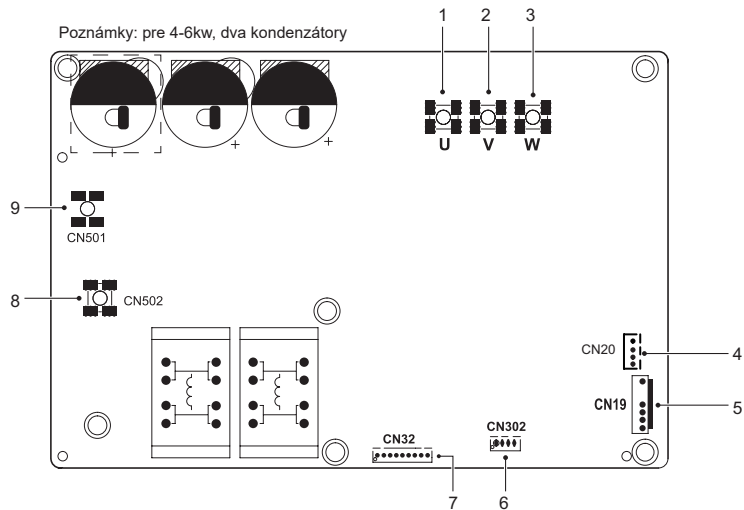 Poznámky: pre 4-6kw, dva kondenzátory
1 2 3
U V W
9
CN501
8 CN502
CN20 4
CN19 5
CN302
CN32
7 6